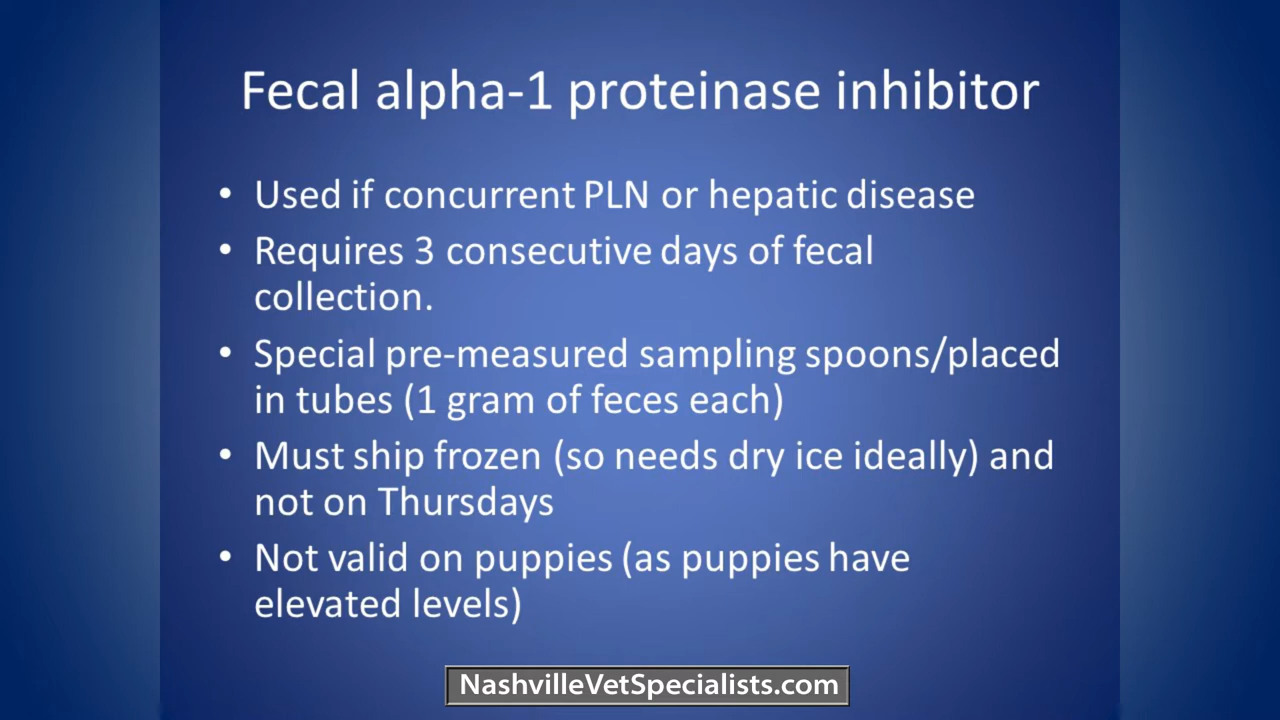 Fecal alpha-1 proteinase inhibitor
• Used if concurrent PLN or hepatic disease
• Requires 3 consecutive days of fecal
collection.
• Special pre-measured sampling spoons/placed
in tubes (1 gram of feces each)
• Must ship frozen (so needs dry ice ideally) and
not on Thursdays
• Not valid on puppies (as puppies have
elevated levels)
NashvilleVetSpecialists.com